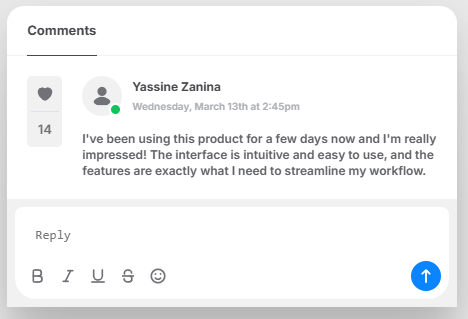 Comments
Yassine Zanina
Wednesday, March 13th at 2:45pm
14
I've been using this product for a few days now and I'm really
impressed! The interface is intuitive and easy to use, and the
features are exactly what I need to streamline my workflow.
Reply
B I U S